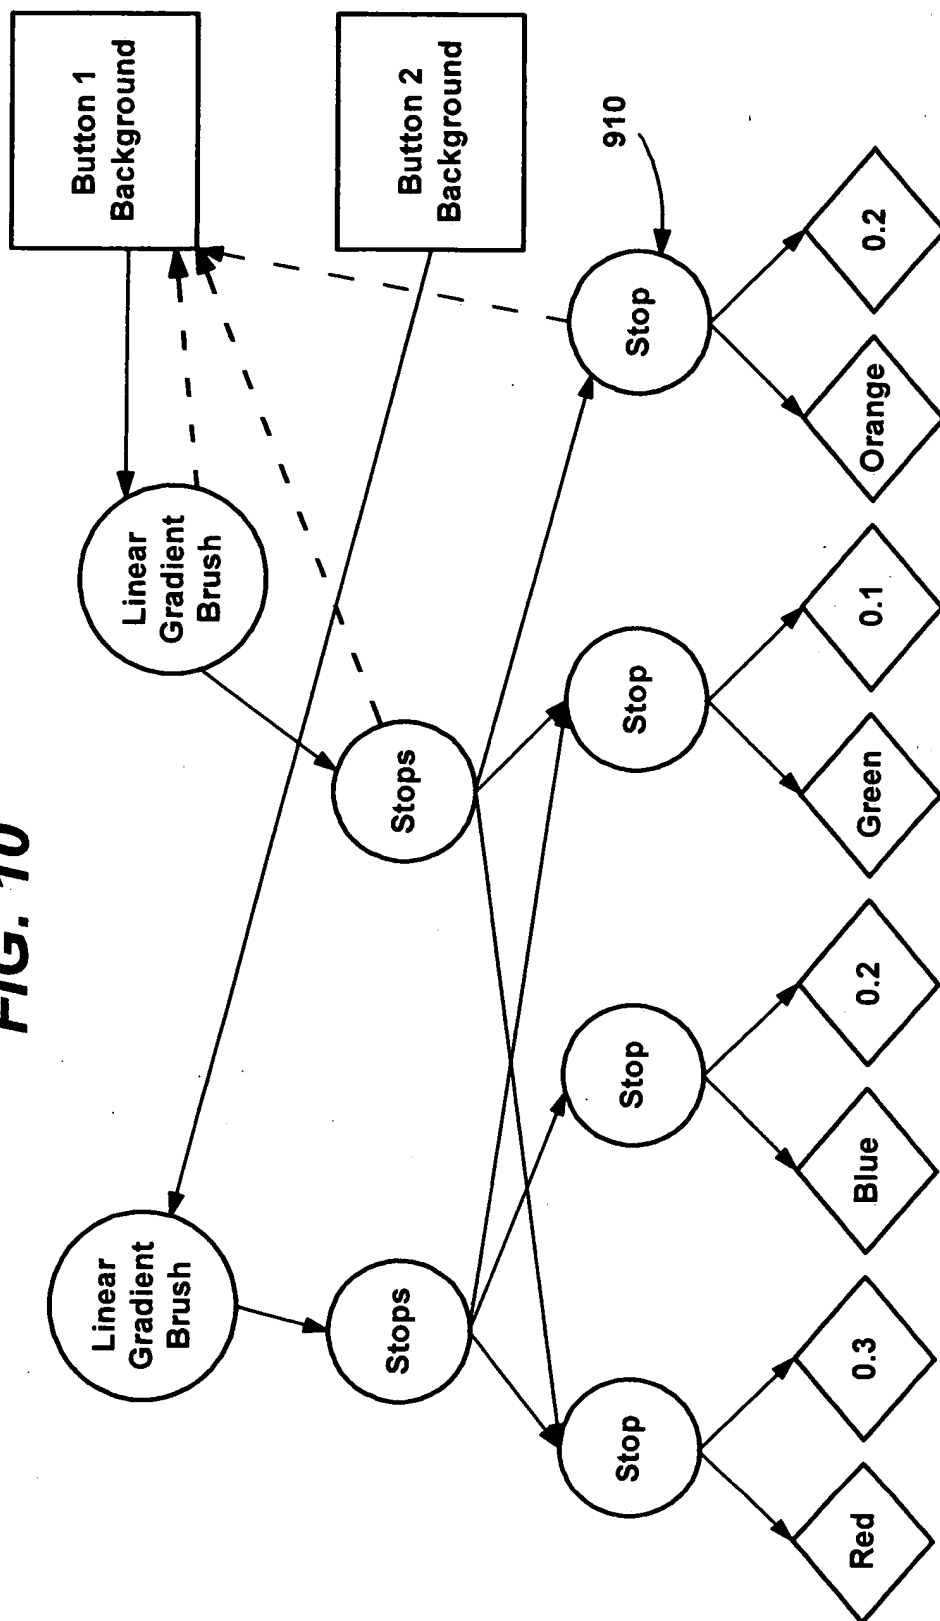 FIG. 10
Linear
Gradient
Brush
Linear
Gradient
Brush
Button 1
Background
Stops
Stops
Button 2
Background
Stop
Stop
Stop
Stop
910
Red
0.3
Blue
0.2
Green
0.1
Orange
0.2